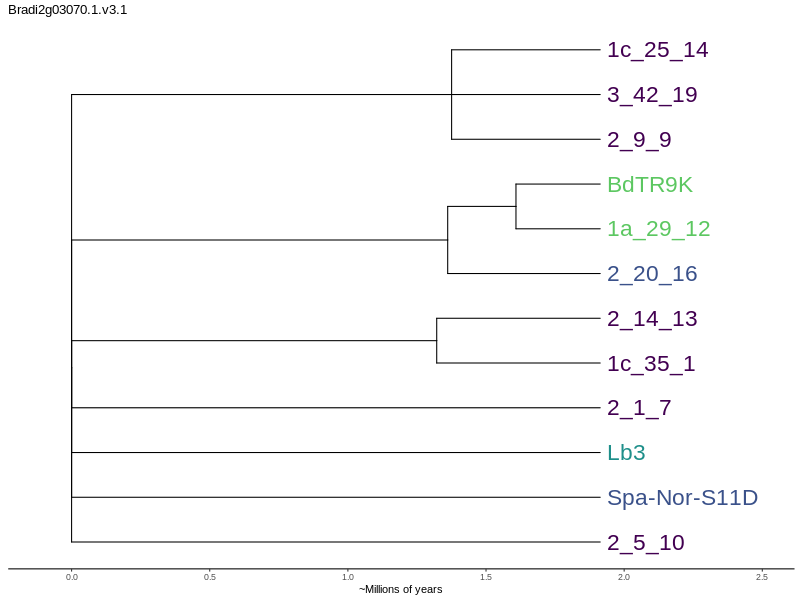 Bradi2g03070.1.v3.1
1c_25_14
3_42_19
2_9_9
BdTR9K
1a_29_12
2_20_16
2_14_13
1c_35_1
2_1_7
Lb3
Spa-Nor-S11D
2_5_10
0.0 0.5 1.0 1.5 2.0 2.5
~Millions of years